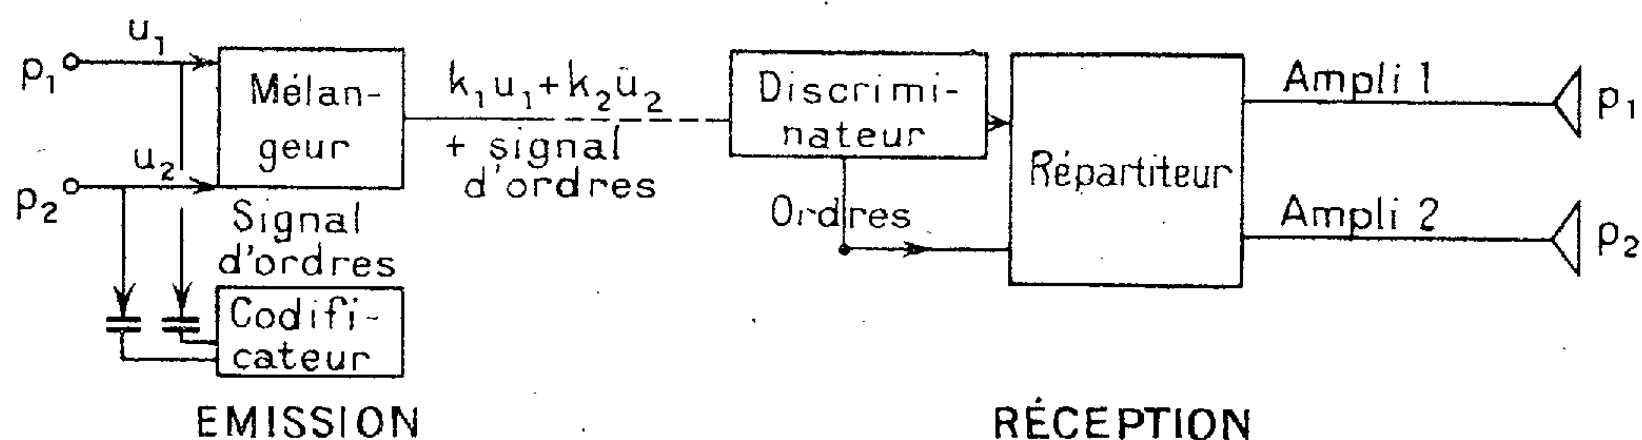 p₁
u₁
Mélan-
geur
u₂
p₂
k₁u₁+k₂u₂
+ signal
d'ordres
Signal
d'ordres
Codifi-
cateur
EMISSION
Discrimi-
nateur
Ordres
Répartiteur
Ampli 1
p₁
Ampli 2
p₂
RÉCEPTION